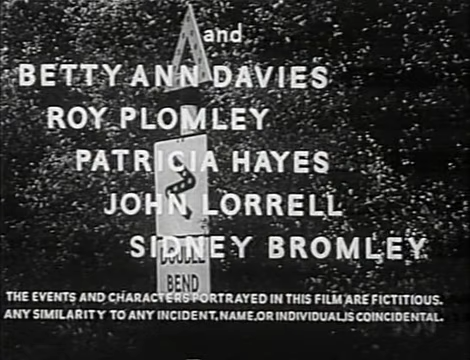 and
BETTY ANN DAVIES
ROY PLOMLEY
PATRICIA HAYES
JOHN LORRELL
SIDNEY BROMLEY
DOUBLE
BEND
THE EVENTS AND CHARACTERS PORTRAYED IN THIS FILM ARE FICTITIOUS.
ANY SIMILARITY TO ANY INCIDENT, NAME, OR INDIVIDUAL, IS COINCIDENTAL.